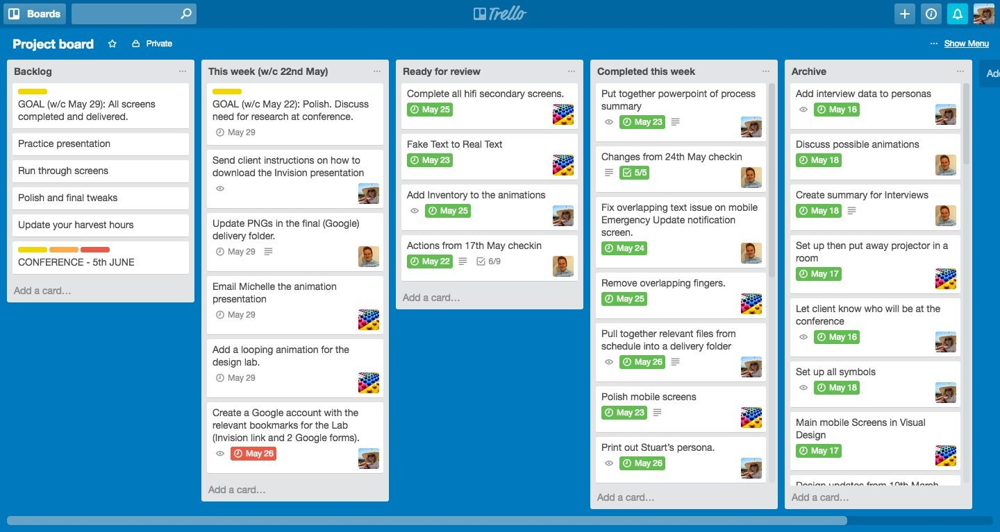 Boards
Trello
Project board
Private
... Show Menu
Backlog
...
GOAL (w/c May 29): All screens
completed and delivered.
Practice presentation
Run through screens
Polish and final tweaks
Update your harvest hours
CONFERENCE - 5th JUNE
Add a card...
This week (w/c 22nd May)
...
GOAL (w/c May 22): Polish. Discuss
need for research at conference.
May 29
Send client instructions on how to
download the Invision presentation
Update PNGs in the final (Google)
delivery folder.
May 29
Email Michelle the animation
presentation
May 29
Add a looping animation for the
design lab.
May 29
Create a Google account with the
relevant bookmarks for the Lab
(Invision link and 2 Google forms).
May 26
Add a card...
Ready for review
...
Complete all hifi secondary screens.
May 25
Fake Text to Real Text
May 23
Add Inventory to the animations
May 25
Actions from 17th May checkin
May 22 6/9
Add a card...
Completed this week
...
Put together powerpoint of process
summary
May 23
Changes from 24th May checkin
5/5
Fix overlapping text issue on mobile
Emergency Update notification
screen.
May 24
Remove overlapping fingers.
May 25
Pull together relevant files from
schedule into a delivery folder
May 26
Polish mobile screens
May 23
Print out Stuart's persona.
May 26
Add a card...
Archive
...
Add interview data to personas
May 16
Discuss possible animations
May 18
Create summary for Interviews
May 18
Set up then put away projector in a
room
May 17
Let client know who will be at the
conference
May 16
Set up all symbols
May 18
Main mobile Screens in Visual
Design
May 17
Design updates from 10th March
Add a card...
Add